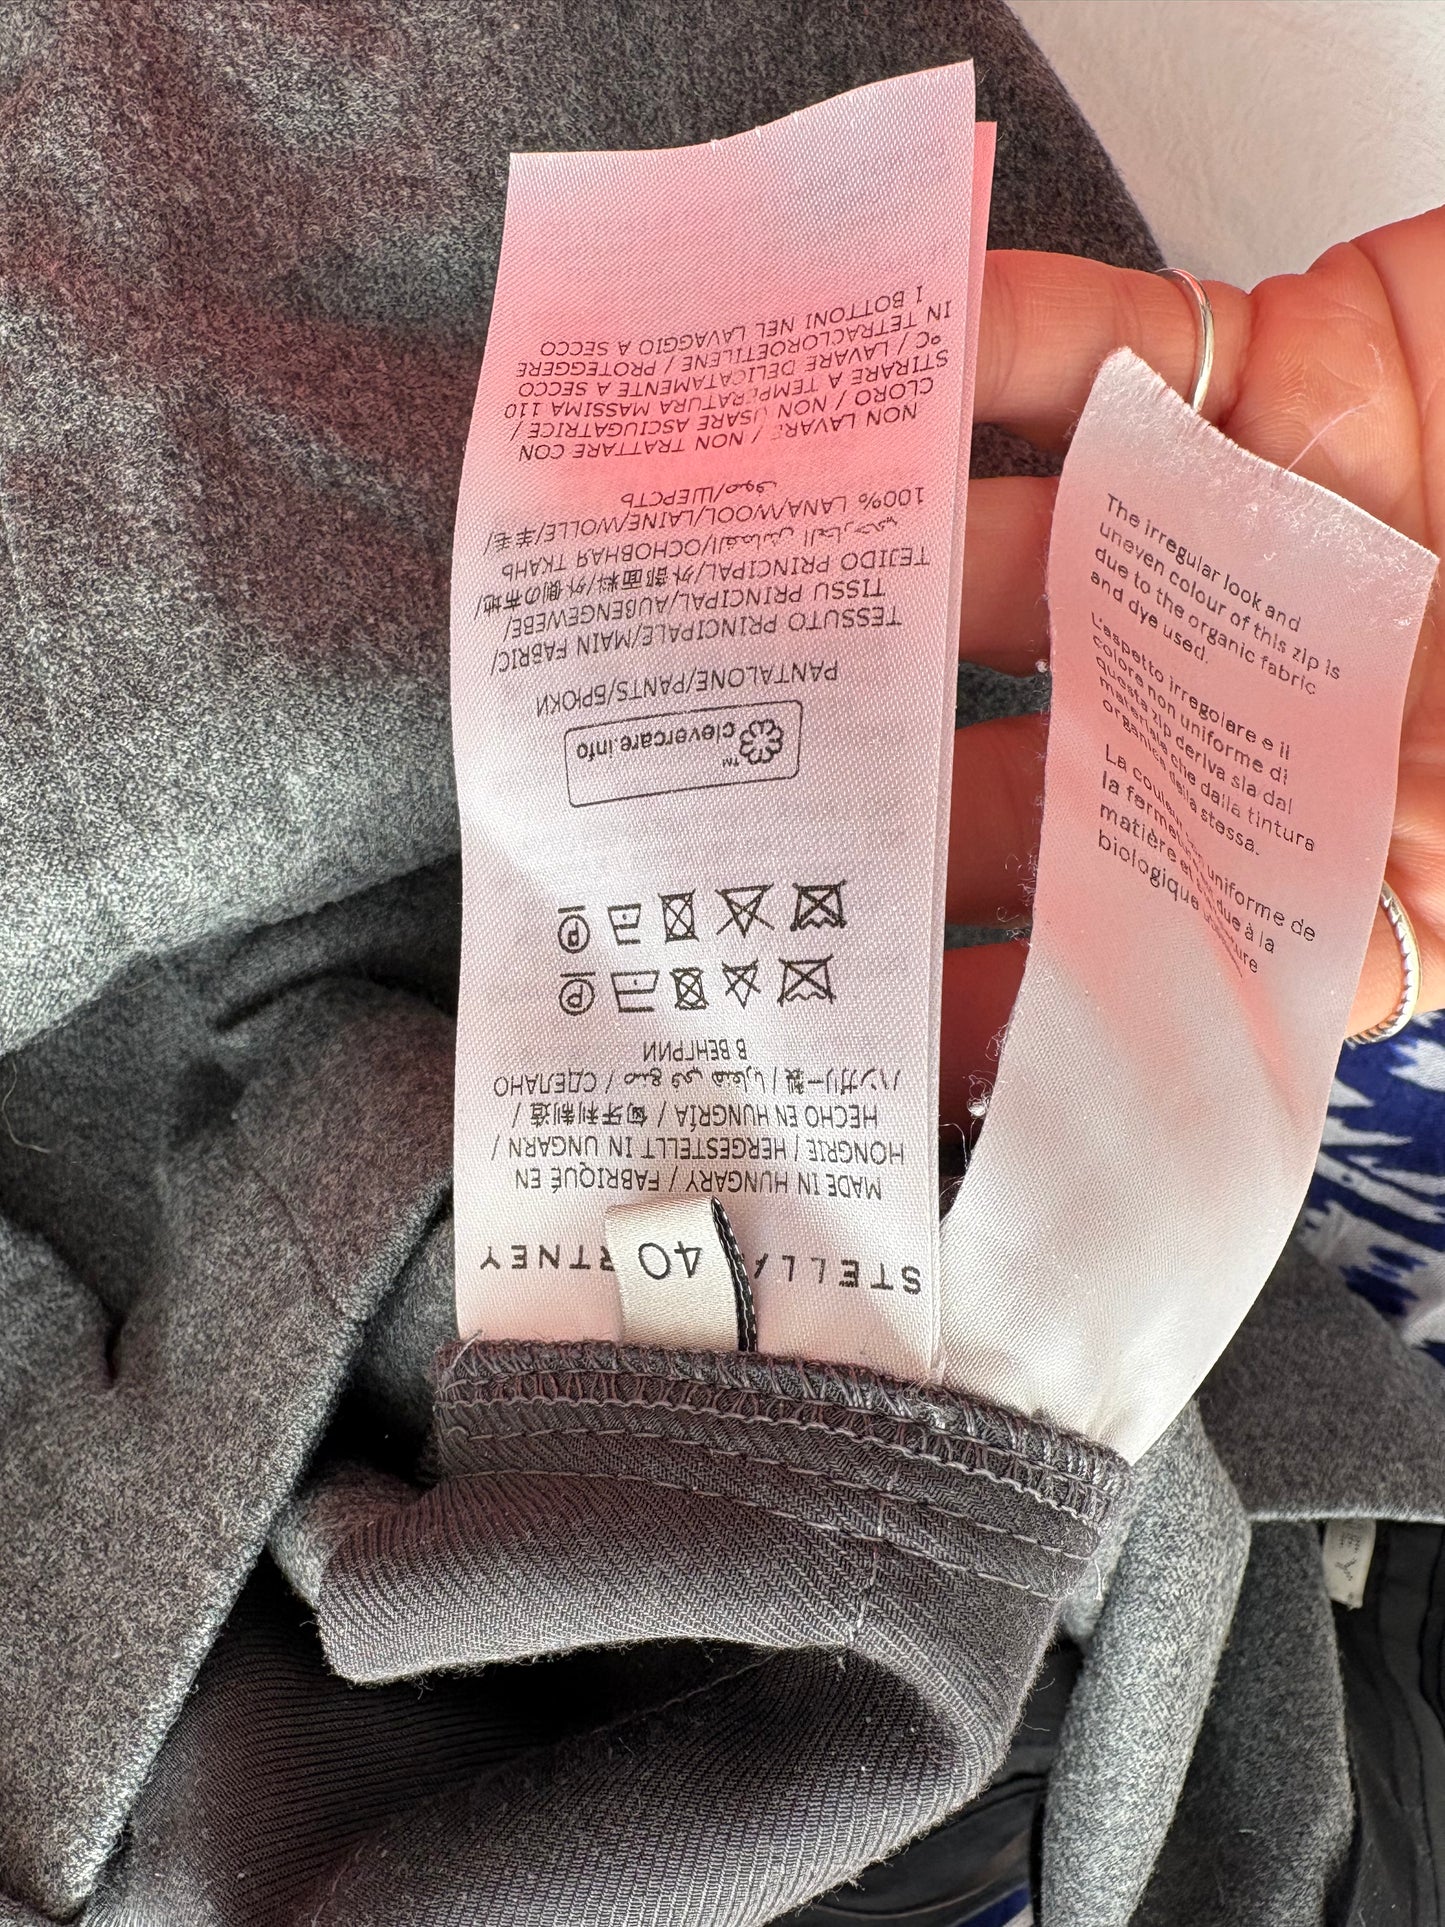 STELLA RTNEY
40
MADE IN HUNGARY / FABRIQUÉ EN
HONGRIE / HERGESTELLT IN UNGARN /
HECHO EN HUNGRÍA / 匈牙利制造 /
ハンガリー製 / صنع في هنغاريا / СДЕЛАНО
В ВЕНГРИИ
P
P
clevercare.info™
PANTALONE/PANTS/БРЮКИ
TESSUTO PRINCIPALE/MAIN FABRIC/
TISSU PRINCIPAL/AUßENGEWEBE/
TEJIDO PRINCIPAL/外部面料/外側の布地/
القماش الخارجي/ОСНОВНАЯ ТКАНЬ
100% LANA/WOOL/LAINE/WOLLE/羊毛/
صوف/ШЕРСТЬ
NON LAVARE / NON TRATTARE CON
CLORO / NON USARE ASCIUGATRICE /
STIRARE A TEMPERATURA MASSIMA 110
°C / LAVARE DELICATAMENTE A SECCO
IN TETRACLOROETILENE / PROTEGGERE
I BOTTONI NEL LAVAGGIO A SECCO
The irregular look and
uneven colour of this zip is
due to the organic fabric
and dye used.
L'aspetto irregolare e il
colore non uniforme di
questa zip deriva sia dal
materiale che dalla tintura
organica della stessa.
La couleur uniforme de
la fermeture due à la
matière et
biologique